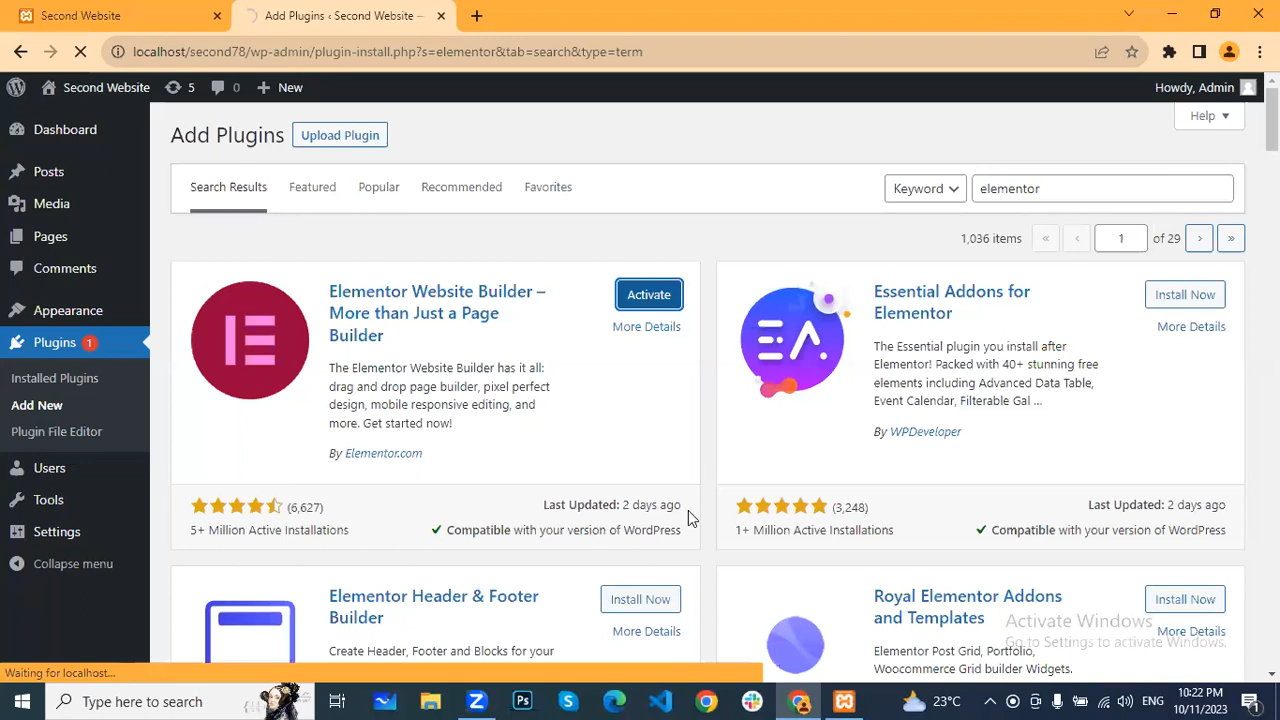 Second Website
Add Plugins ‹ Second Website —
localhost/second78/wp-admin/plugin-install.php?s=elementor&tab=search&type=term
Second Website 5 0 New
Howdy, Admin
Dashboard
Posts
Media
Pages
Comments
Appearance
Plugins 1
Installed Plugins
Add New
Plugin File Editor
Users
Tools
Settings
Collapse menu
Help
Add Plugins Upload Plugin
Search Results Featured Popular Recommended Favorites
Keyword elementor
1,036 items « ‹ 1 of 29 › »
Elementor Website Builder –
More than Just a Page
Builder
Activate
More Details
The Elementor Website Builder has it all:
drag and drop page builder, pixel perfect
design, mobile responsive editing, and
more. Get started now!
By Elementor.com
(6,627)
5+ Million Active Installations
Last Updated: 2 days ago
Compatible with your version of WordPress
Essential Addons for
Elementor
Install Now
More Details
The Essential plugin you install after
Elementor! Packed with 40+ stunning free
elements including Advanced Data Table,
Event Calendar, Filterable Gal ...
By WPDeveloper
(3,248)
1+ Million Active Installations
Last Updated: 2 days ago
Compatible with your version of WordPress
Elementor Header & Footer
Builder
Install Now
More Details
Create Header, Footer and Blocks for your
Royal Elementor Addons
and Templates
Install Now
More Details
Elementor Post Grid, Portfolio,
Woocommerce Grid builder Widgets.
Activate Windows
Go to Settings to activate Windows.
Waiting for localhost...
Type here to search
Ps
23°C
ENG
10:22 PM
10/11/2023
1